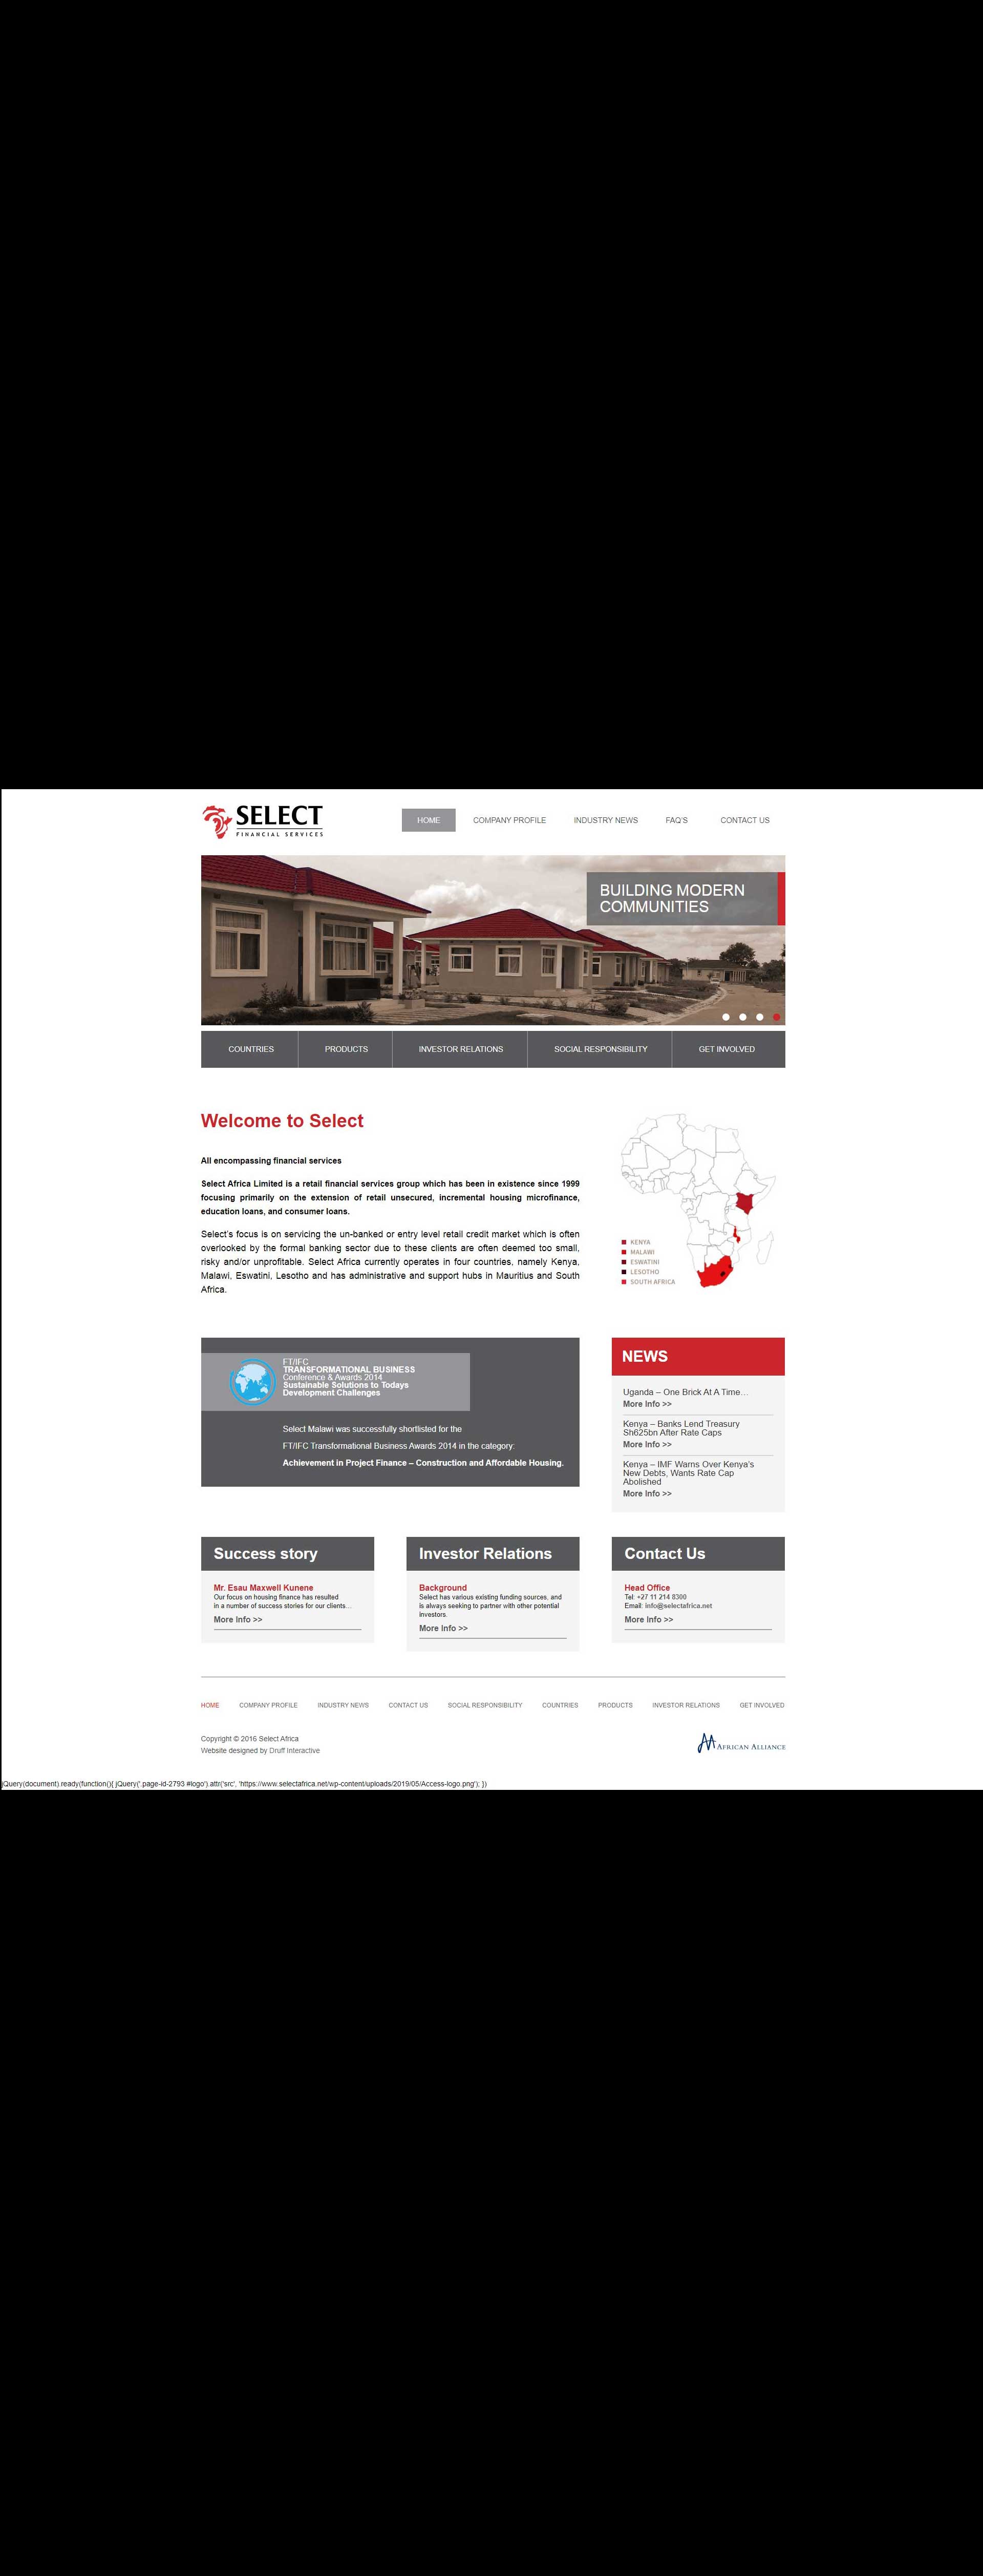 SELECT
FINANCIAL SERVICES
HOME
COMPANY PROFILE
INDUSTRY NEWS
FAQ'S
CONTACT US
BUILDING MODERN
COMMUNITIES
COUNTRIES
PRODUCTS
INVESTOR RELATIONS
SOCIAL RESPONSIBILITY
GET INVOLVED
Welcome to Select
All encompassing financial services
Select Africa Limited is a retail financial services group which has been in existence since 1999
focusing primarily on the extension of retail unsecured, incremental housing microfinance,
education loans, and consumer loans.
Select's focus is on servicing the un-banked or entry level retail credit market which is often
overlooked by the formal banking sector due to these clients are often deemed too small,
risky and/or unprofitable. Select Africa currently operates in four countries, namely Kenya,
Malawi, Eswatini, Lesotho and has administrative and support hubs in Mauritius and South
Africa.
KENYA
MALAWI
ESWATINI
LESOTHO
SOUTH AFRICA
FT/IFC
TRANSFORMATIONAL BUSINESS
Conference & Awards 2014
Sustainable Solutions to Todays
Development Challenges
Select Malawi was successfully shortlisted for the
FT/IFC Transformational Business Awards 2014 in the category:
Achievement in Project Finance – Construction and Affordable Housing.
NEWS
Uganda – One Brick At A Time…
More Info >>
Kenya – Banks Lend Treasury
Sh625bn After Rate Caps
More Info >>
Kenya – IMF Warns Over Kenya's
New Debts, Wants Rate Cap
Abolished
More Info >>
Success story
Mr. Esau Maxwell Kunene
Our focus on housing finance has resulted
in a number of success stories for our clients…
More Info >>
Investor Relations
Background
Select has various existing funding sources, and
is always seeking to partner with other potential
investors.
More Info >>
Contact Us
Head Office
Tel: +27 11 214 8300
Email: info@selectafrica.net
More Info >>
HOME
COMPANY PROFILE
INDUSTRY NEWS
CONTACT US
SOCIAL RESPONSIBILITY
COUNTRIES
PRODUCTS
INVESTOR RELATIONS
GET INVOLVED
Copyright © 2016 Select Africa
Website designed by Druff Interactive
AFRICAN ALLIANCE
jQuery(document).ready(function(){ jQuery('.page-id-2793 #logo').attr('src', 'https://www.selectafrica.net/wp-content/uploads/2019/05/Access-logo.png'); })